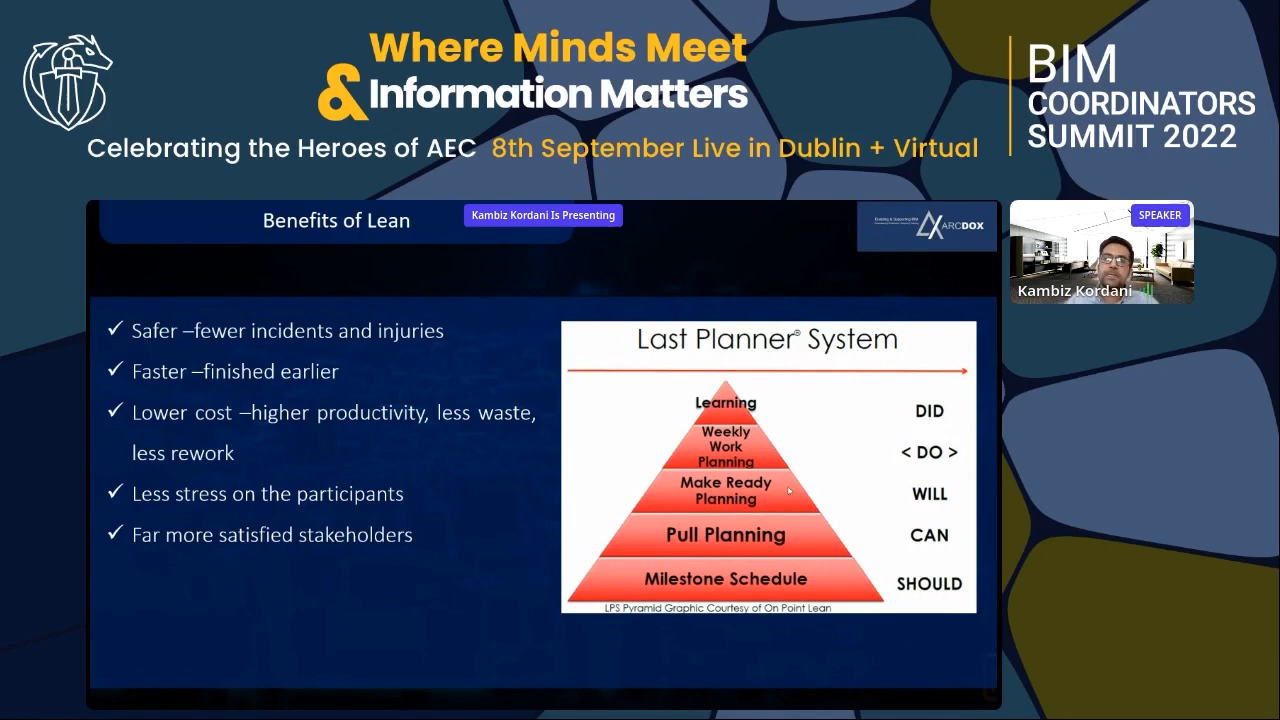 Where Minds Meet
& Information Matters
Celebrating the Heroes of AEC 8th September Live in Dublin + Virtual
BIM
COORDINATORS
SUMMIT 2022
Benefits of Lean
Kambiz Kordani Is Presenting
ARCDOX
SPEAKER
Kambiz Kordani
✓ Safer –fewer incidents and injuries
✓ Faster –finished earlier
✓ Lower cost –higher productivity, less waste,
less rework
✓ Less stress on the participants
✓ Far more satisfied stakeholders
Last Planner® System
Learning
DID
Weekly
Work
Planning
< DO >
Make Ready
Planning
WILL
Pull Planning
CAN
Milestone Schedule
SHOULD
LPS Pyramid Graphic Courtesy of On Point Lean